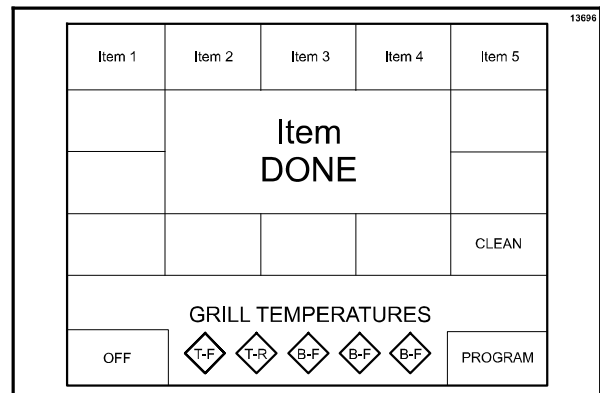 13696
Item 1 Item 2 Item 3 Item 4 Item 5
Item
DONE
CLEAN
GRILL TEMPERATURES
OFF T-F T-R B-F B-F B-F PROGRAM